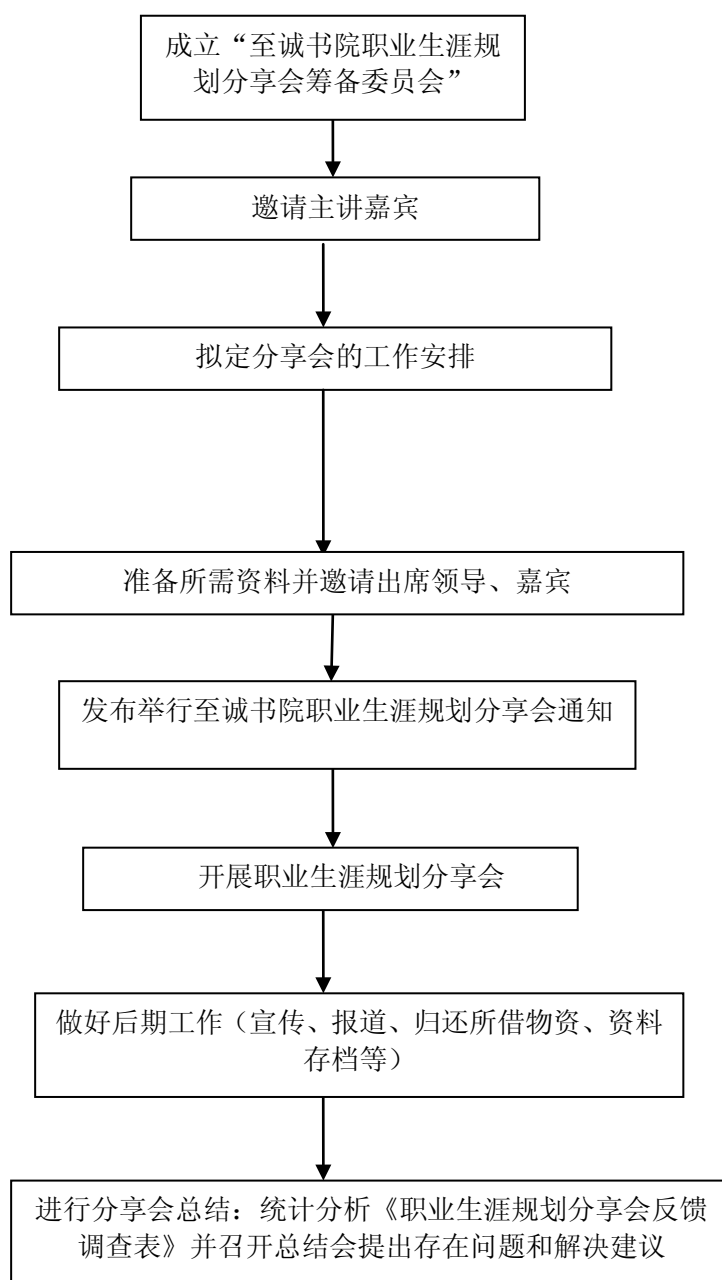 成立“至诚书院职业生涯规
划分享会筹备委员会”
邀请主讲嘉宾
拟定分享会的工作安排
准备所需资料并邀请出席领导、嘉宾
发布举行至诚书院职业生涯规划分享会通知
开展职业生涯规划分享会
做好后期工作（宣传、报道、归还所借物资、资料
存档等）
进行分享会总结：统计分析《职业生涯规划分享会反馈
调查表》并召开总结会提出存在问题和解决建议